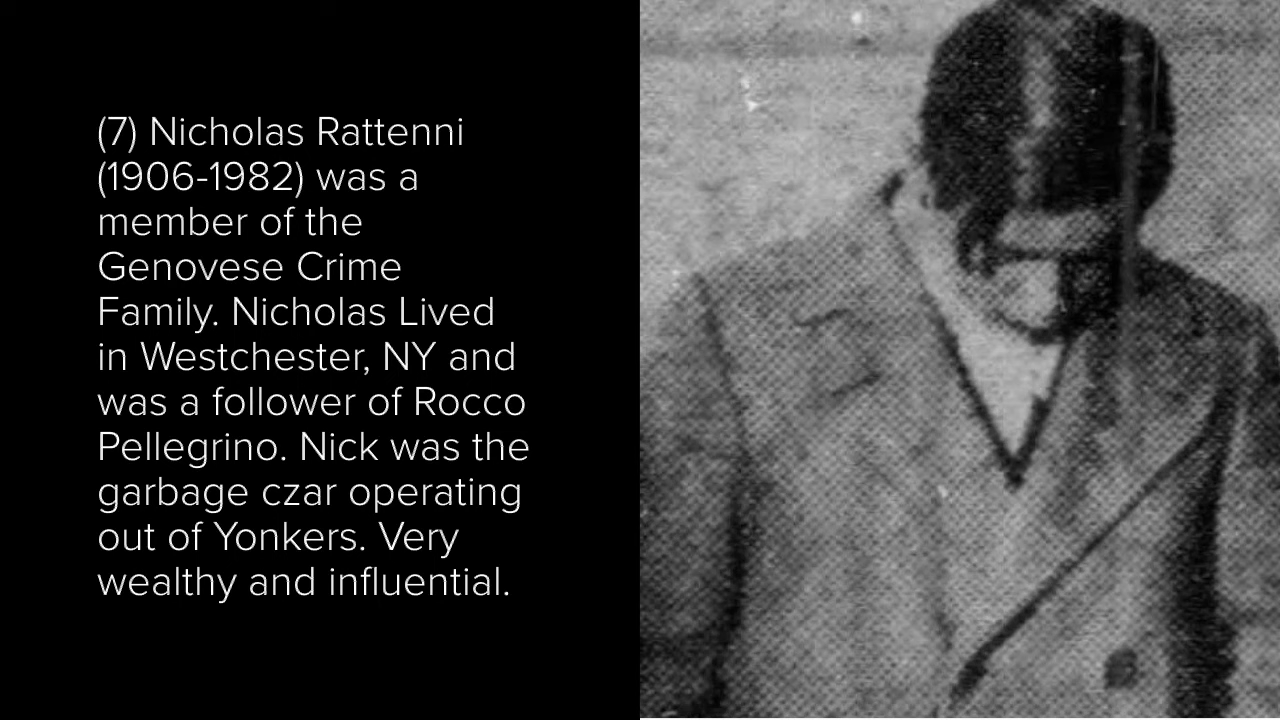 (7) Nicholas Rattenni
(1906-1982) was a
member of the
Genovese Crime
Family. Nicholas Lived
in Westchester, NY and
was a follower of Rocco
Pellegrino. Nick was the
garbage czar operating
out of Yonkers. Very
wealthy and influential.